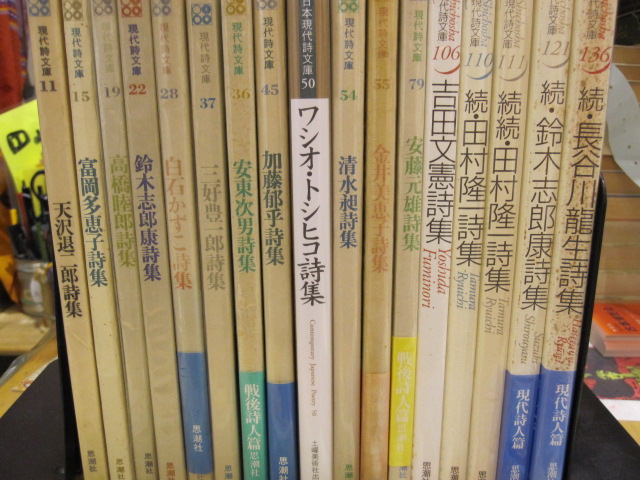 現代詩文庫
11
天沢退二郎詩集
思潮社
現代詩文庫
15
富岡多恵子詩集
思潮社
現代詩文庫
19
高橋睦郎詩集
思潮社
現代詩文庫
22
鈴木志郎康詩集
思潮社
現代詩文庫
28
白石かずこ詩集
思潮社
現代詩文庫
37
三好豊一郎詩集
思潮社
現代詩文庫
36
安東次男詩集
戦後詩人篇
思潮社
現代詩文庫
45
加藤郁乎詩集
思潮社
日本現代詩文庫
50
ワシオ・トシヒコ詩集
Contemporary Japanese Poetry 50
土曜美術社出
現代詩文庫
54
清水昶詩集
思潮社
現代詩文庫
55
金井美恵子詩集
思潮社
現代詩文庫
79
安藤元雄詩集
戦後詩人篇
思潮
Shichosha
現代詩文庫
106
吉田文憲詩集
Yoshida Fuminori
思潮
Shichosha
現代詩文庫
110
続・田村隆一詩集
Tamura Ryuichi
思潮
Shichosha
現代詩文庫
111
続続・田村隆一詩集
Tamura Ryuichi
思潮
Shichosha
現代詩文庫
121
続・鈴木志郎康詩集
Suzuki Shirouyasu
現代詩人篇
思潮
現代詩文庫
136
続・長谷川龍生詩集
現代詩人篇
思潮